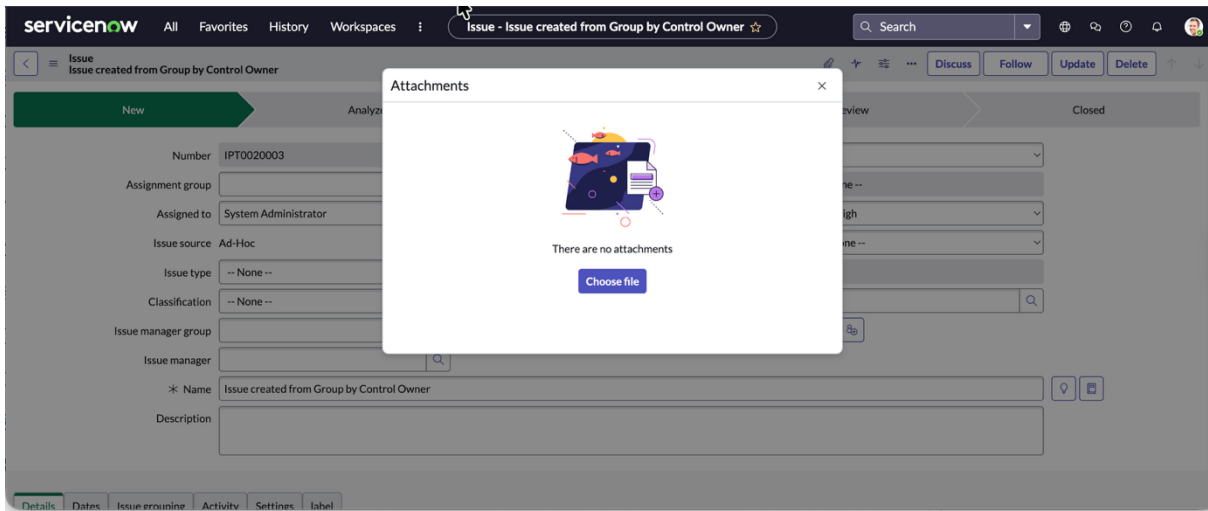 servicenow All Favorites History Workspaces Issue - Issue created from Group by Control Owner Search
Issue
Issue created from Group by Control Owner
Discuss Follow Update Delete
Attachments
New
Closed
Number IPT0020003
Assignment group
Assigned to System Administrator
Issue source Ad-Hoc
There are no attachments
Issue type -- None --
Choose file
Classification -- None --
Issue manager group
Issue manager
Name Issue created from Group by Control Owner
Description
Details Dates Issue grouping Activity Settings label